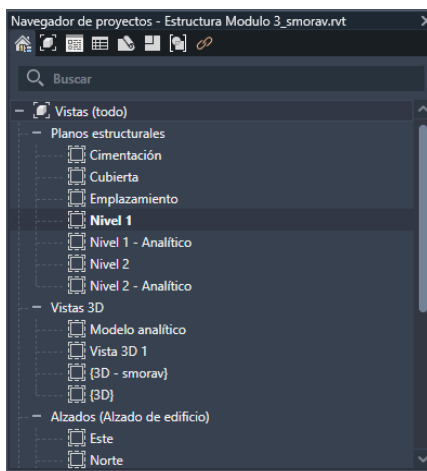 Navegador de proyectos - Estructura Modulo 3_smorav.rvt
Buscar
Vistas (todo)
Planos estructurales
Cimentación
Cubierta
Emplazamiento
Nivel 1
Nivel 1 - Analítico
Nivel 2
Nivel 2 - Analítico
Vistas 3D
Modelo analítico
Vista 3D 1
{3D - smorav}
{3D}
Alzados (Alzado de edificio)
Este
Norte